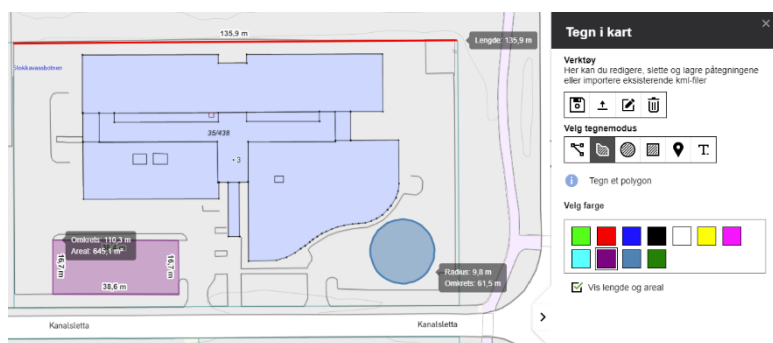 135,9 m
Lengde: 135,9 m
Slokkavassbotnen
35/438
3
Omkrets: 110,3 m
Areal: 645,1 m²
16,7 m
16,7 m
38,6 m
Radius: 9,8 m
Omkrets: 61,5 m
Kanalsletta
Kanalsletta
Tegn i kart
Verktøy
Her kan du redigere, slette og lagre påtegningene
eller importere eksisterende kml-filer
Velg tegnemodus
T.
Tegn et polygon
Velg farge
Vis lengde og areal